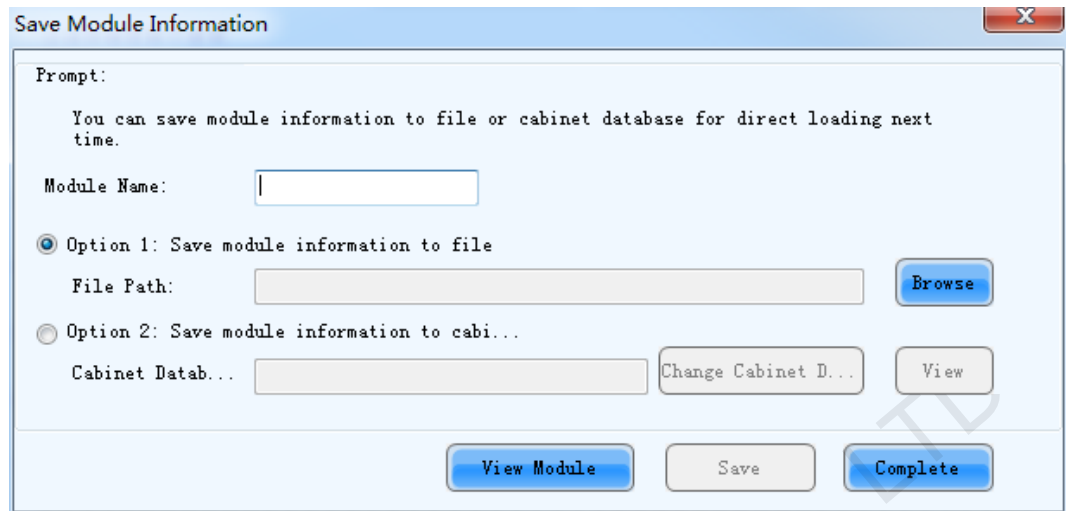 Save Module Information
Prompt:
You can save module information to file or cabinet database for direct loading next
time.
Module Name:
Option 1: Save module information to file
File Path:
Browse
Option 2: Save module information to cabi...
Cabinet Datab...
Change Cabinet D...
View
View Module
Save
Complete
LTD